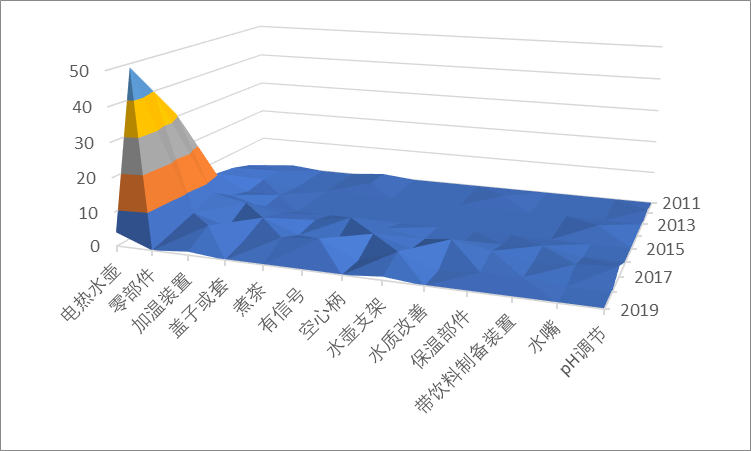 50
40
30
20
10
0
电热水壶
零部件
加温装置
盖子或套
煮茶
有信号
空心柄
水壶支架
水质改善
保温部件
带饮料制备装置
水嘴
pH调节
2011
2013
2015
2017
2019